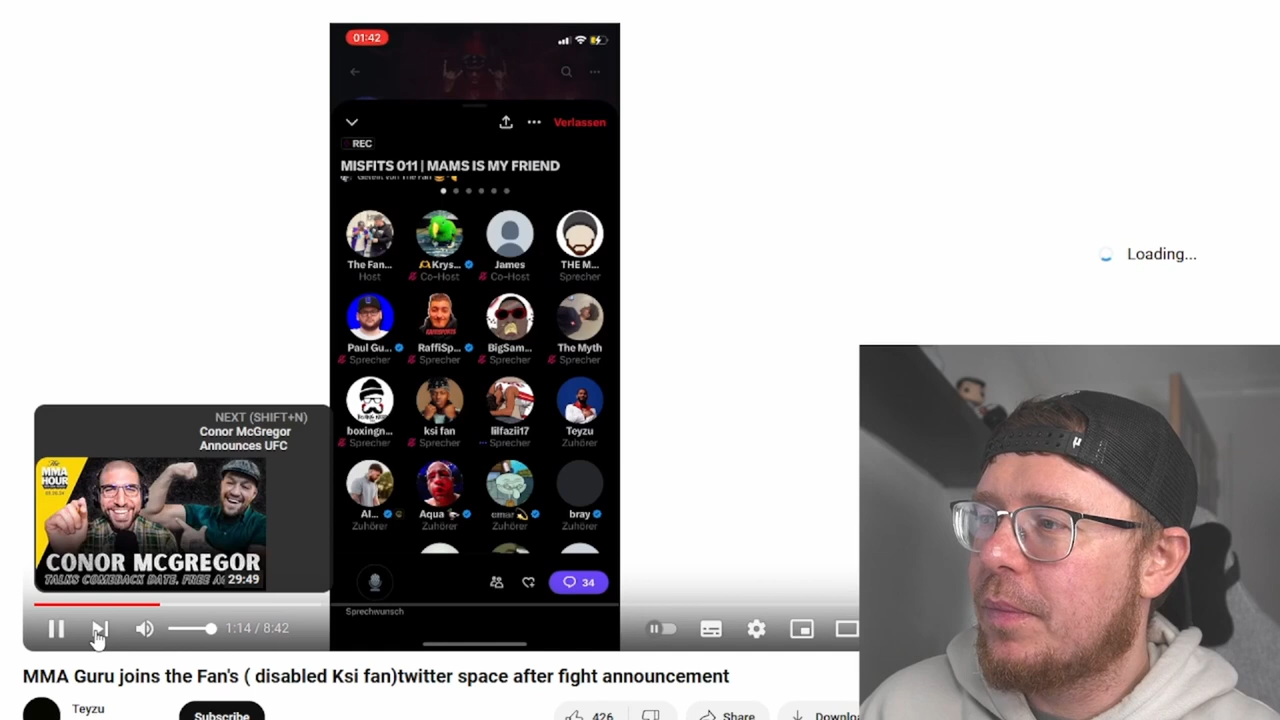 01:42
Verlassen
REC
MISFITS 011 | MAMS IS MY FRIEND
The Fan... Krys... James THE M...
Host Co-Host Co-Host Sprecher
Paul Gu... RaffiSp... BigSam... The Myth
Sprecher Sprecher Sprecher Sprecher
boxingn... ksi fan lilfazii17 Teyzu
Sprecher Sprecher Sprecher Zuhörer
Al... Aqua omar bray
Zuhörer Zuhörer Zuhörer Zuhörer
34
Sprechwunsch
Loading...
NEXT (SHIFT+N)
Conor McGregor
Announces UFC
The
MMA
HOUR
CONOR MCGREGOR
TALKS COMEBACK DATE, FREE A
29:49
1:14 / 8:42
MMA Guru joins the Fan's ( disabled Ksi fan)twitter space after fight announcement
Teyzu
Subscribe
426
Share
Downloa